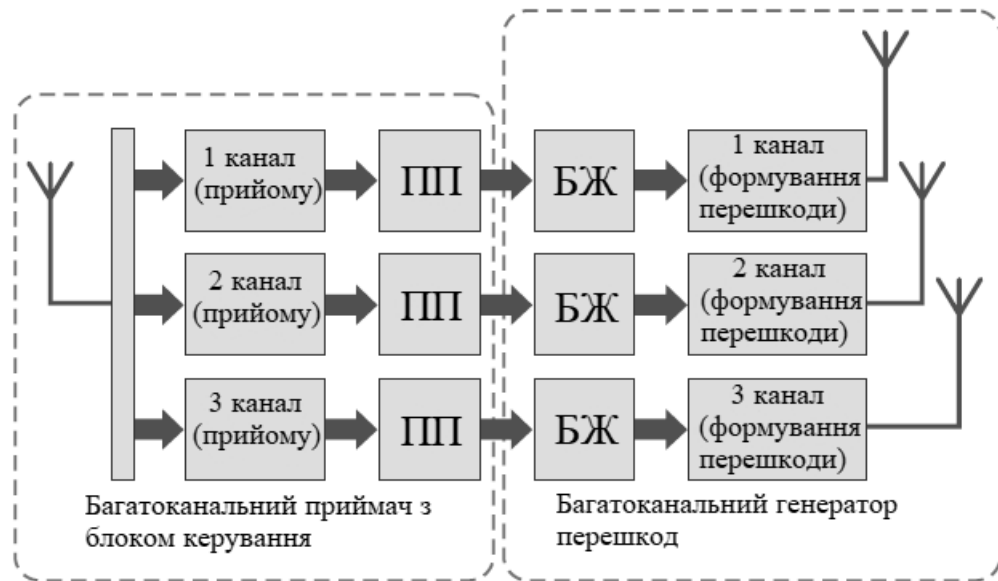 1 канал
(прийому)
ПП
БЖ
1 канал
(формування
перешкоди)
2 канал
(прийому)
ПП
БЖ
2 канал
(формування
перешкоди)
3 канал
(прийому)
ПП
БЖ
3 канал
(формування
перешкоди)
Багатоканальний приймач з
блоком керування
Багатоканальний генератор
перешкод